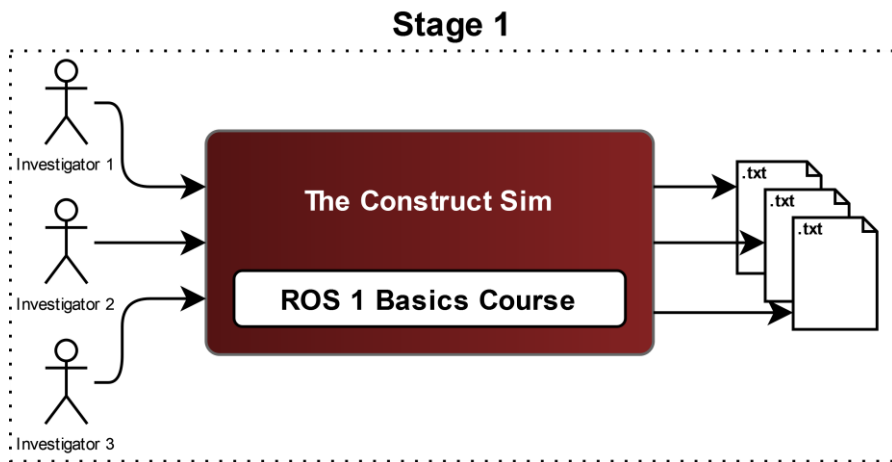 Stage 1
Investigator 1
Investigator 2
Investigator 3
The Construct Sim
ROS 1 Basics Course
.txt
.txt
.txt